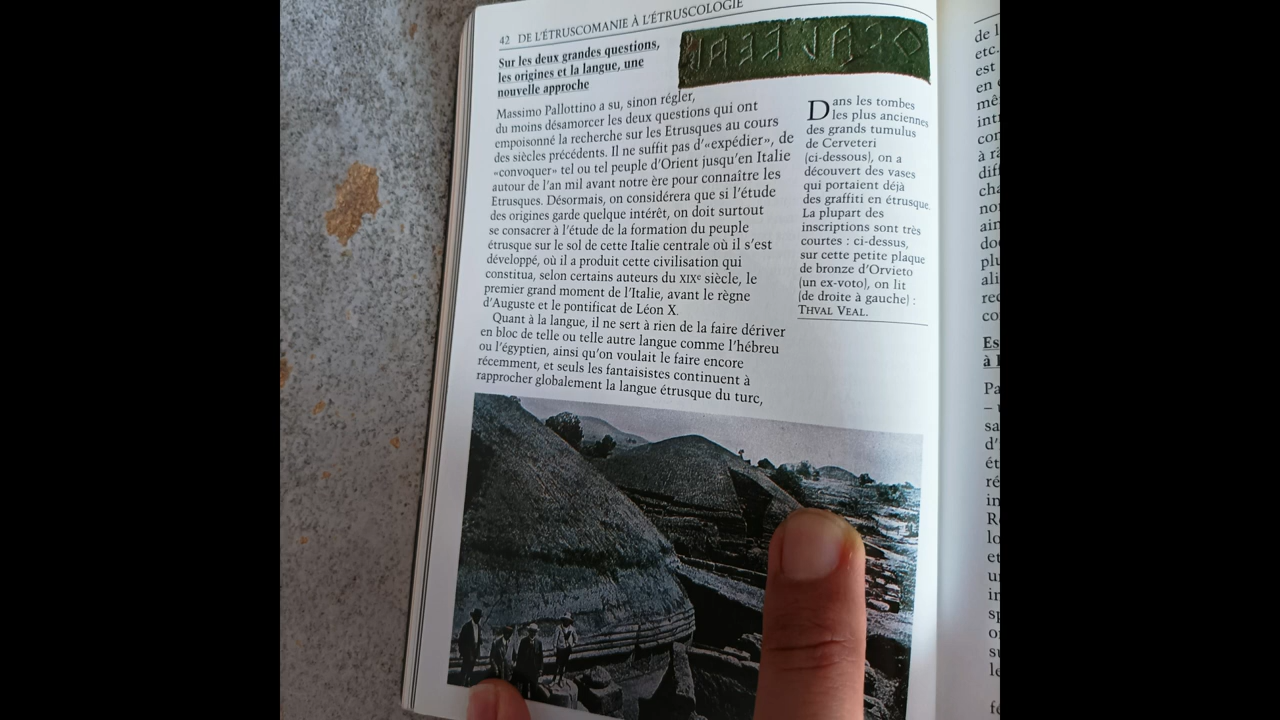 42 DE L'ÉTRUSCOMANIE À L'ÉTRUSCOLOGIE
Sur les deux grandes questions,
les origines et la langue, une
nouvelle approche
Massimo Pallottino a su, sinon régler,
du moins désamorcer les deux questions qui ont
empoisonné la recherche sur les Etrusques au cours
des siècles précédents. Il ne suffit pas d'«expédier», de
«convoquer» tel ou tel peuple d'Orient jusqu'en Italie
autour de l'an mil avant notre ère pour connaître les
Etrusques. Désormais, on considérera que si l'étude
des origines garde quelque intérêt, on doit surtout
se consacrer à l'étude de la formation du peuple
étrusque sur le sol de cette Italie centrale où il s'est
développé, où il a produit cette civilisation qui
constitua, selon certains auteurs du XIXe siècle, le
premier grand moment de l'Italie, avant le règne
d'Auguste et le pontificat de Léon X.
Quant à la langue, il ne sert à rien de la faire dériver
en bloc de telle ou telle autre langue comme l'hébreu
ou l'égyptien, ainsi qu'on voulait le faire encore
récemment, et seuls les fantaisistes continuent à
rapprocher globalement la langue étrusque du turc,
Dans les tombes
les plus anciennes
des grands tumulus
de Cerveteri
(ci-dessous), on a
découvert des vases
qui portaient déjà
des graffiti en étrusque.
La plupart des
inscriptions sont très
courtes : ci-dessus,
sur cette petite plaque
de bronze d'Orvieto
(un ex-voto), on lit
(de droite à gauche) :
THVAL VEAL.